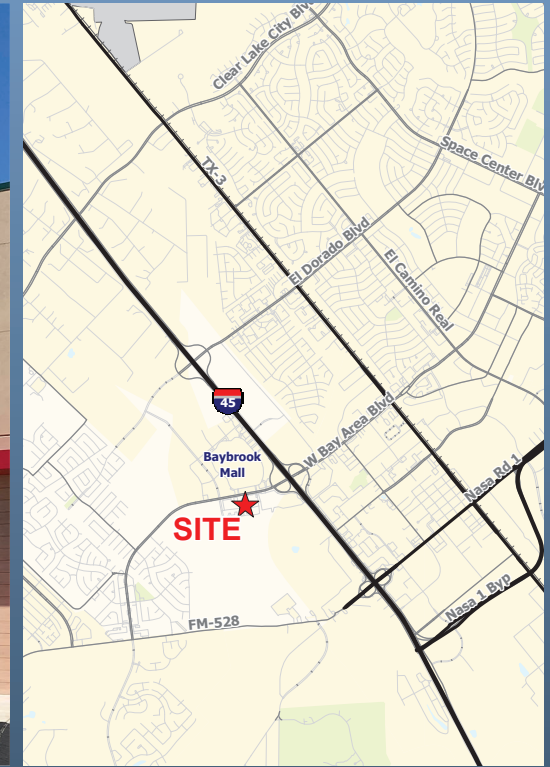 Clear Lake City Blvd
TX-3
Space Center Blv
El Dorado Blvd
El Camino Real
45
W Bay Area Blvd
Baybrook
Mall
Nasa Rd 1
SITE
Nasa 1 Byp
FM-528